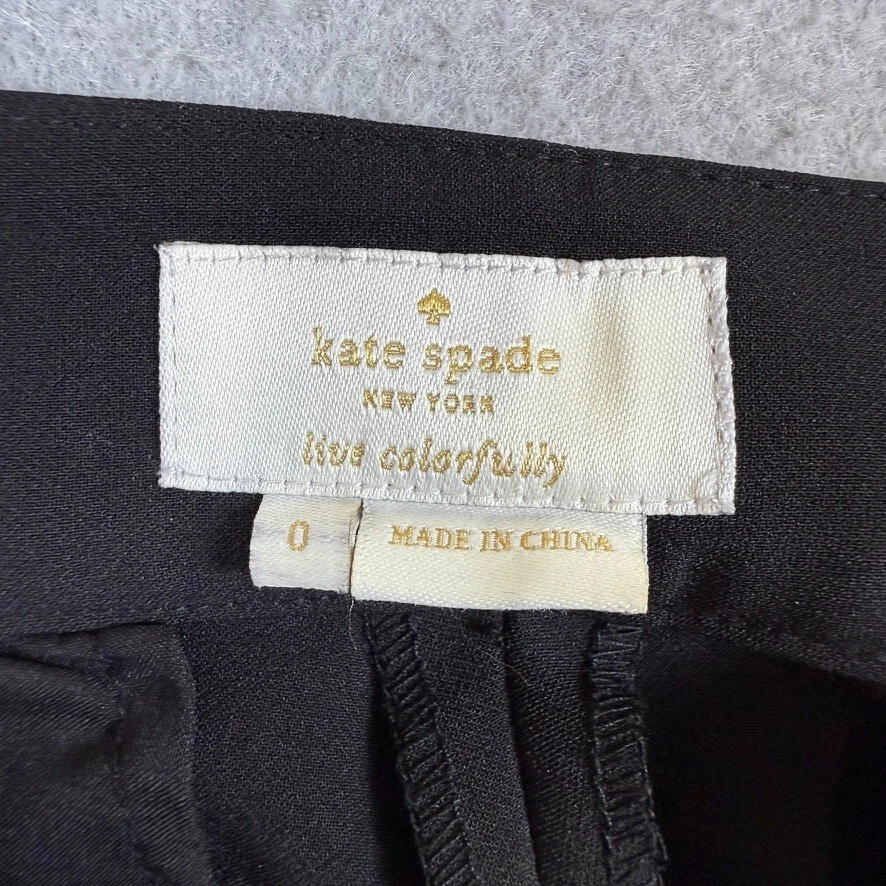 kate spade
NEW YORK
live colorfully
0
MADE IN CHINA